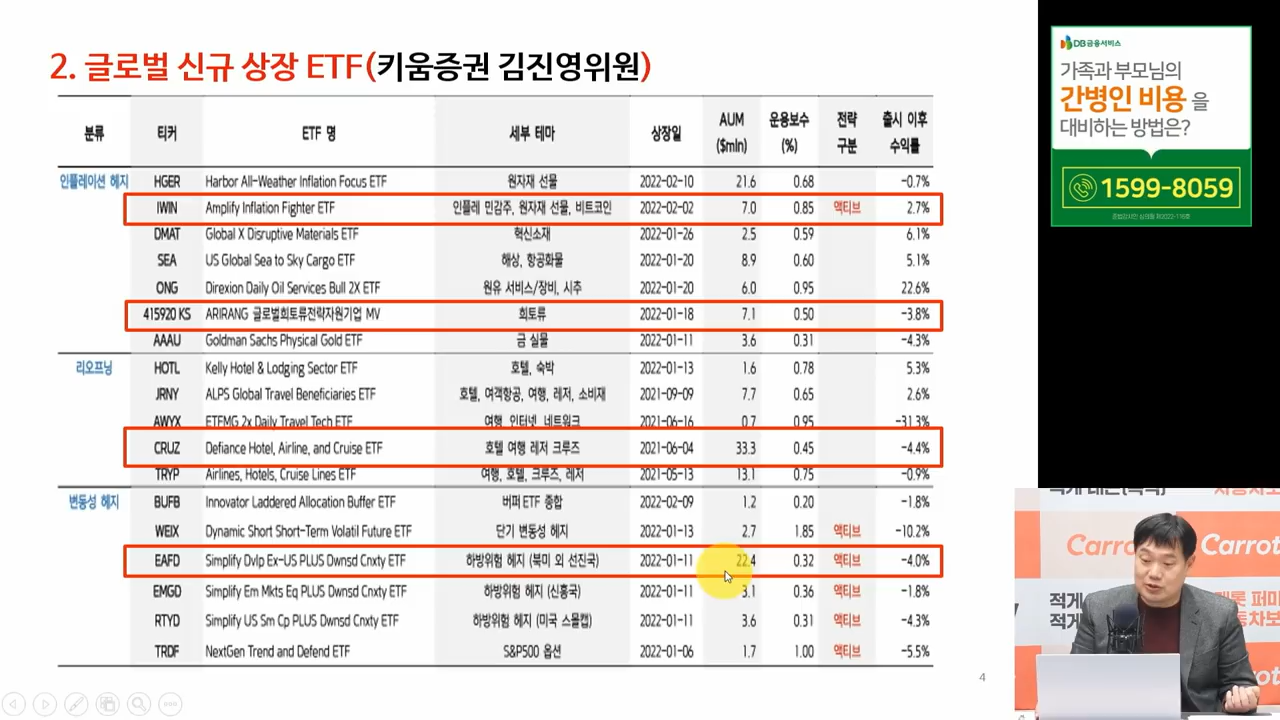 2. 글로벌 신규 상장 ETF(키움증권 김진영위원)
분류 티커 ETF 명 세부 테마 상장일 AUM ($mln) 운용보수 (%) 전략 구분 출시 이후 수익률
인플레이션 헤지 HGER Harbor All-Weather Inflation Focus ETF 원자재 선물 2022-02-10 21.6 0.68 -0.7%
IWIN Amplify Inflation Fighter ETF 인플레 민감주, 원자재 선물, 비트코인 2022-02-02 7.0 0.85 액티브 2.7%
DMAT Global X Disruptive Materials ETF 혁신소재 2022-01-26 2.5 0.59 6.1%
SEA US Global Sea to Sky Cargo ETF 해상, 항공화물 2022-01-20 8.9 0.60 5.1%
ONG Direxion Daily Oil Services Bull 2X ETF 원유 서비스/장비, 시추 2022-01-20 6.0 0.95 22.6%
415920 KS ARIRANG 글로벌희토류전략자원기업 MV 희토류 2022-01-18 7.1 0.50 -3.8%
AAAU Goldman Sachs Physical Gold ETF 금 실물 2022-01-11 3.6 0.31 -4.3%
리오프닝 HOTL Kelly Hotel & Lodging Sector ETF 호텔, 숙박 2022-01-13 1.6 0.78 5.3%
JRNY ALPS Global Travel Beneficiaries ETF 호텔, 여객항공, 여행, 레저, 소비재 2021-09-09 7.7 0.65 2.6%
AWYX ETFMG 2x Daily Travel Tech ETF 여행, 인터넷, 네트워크 2021-06-16 0.7 0.95 -31.3%
CRUZ Defiance Hotel, Airline, and Cruise ETF 호텔 여행 레저 크루즈 2021-06-04 33.3 0.45 -4.4%
TRYP Airlines, Hotels, Cruise Lines ETF 여행, 호텔, 크루즈, 레저 2021-05-13 13.1 0.75 -0.9%
변동성 헤지 BUFB Innovator Laddered Allocation Buffer ETF 버퍼 ETF 종합 2022-02-09 1.2 0.20 -1.8%
WEIX Dynamic Short Short-Term Volatil Future ETF 단기 변동성 헤지 2022-01-13 2.7 1.85 액티브 -10.2%
EAFD Simplify Dvlp Ex-US PLUS Dwnsd Cnxty ETF 하방위험 헤지 (북미 외 선진국) 2022-01-11 22.4 0.32 액티브 -4.0%
EMGD Simplify Em Mkts Eq PLUS Dwnsd Cnxty ETF 하방위험 헤지 (신흥국) 2022-01-11 3.1 0.36 액티브 -1.8%
RTYD Simplify US Sm Cp PLUS Dwnsd Cnxty ETF 하방위험 헤지 (미국 스몰캡) 2022-01-11 3.6 0.31 액티브 -4.3%
TRDF NextGen Trend and Defend ETF S&P500 옵션 2022-01-06 1.7 1.00 액티브 -5.5%
4
DB금융서비스
가족과 부모님의
간병인 비용 을
대비하는 방법은?
1599-8059
Carrot
적게
적게